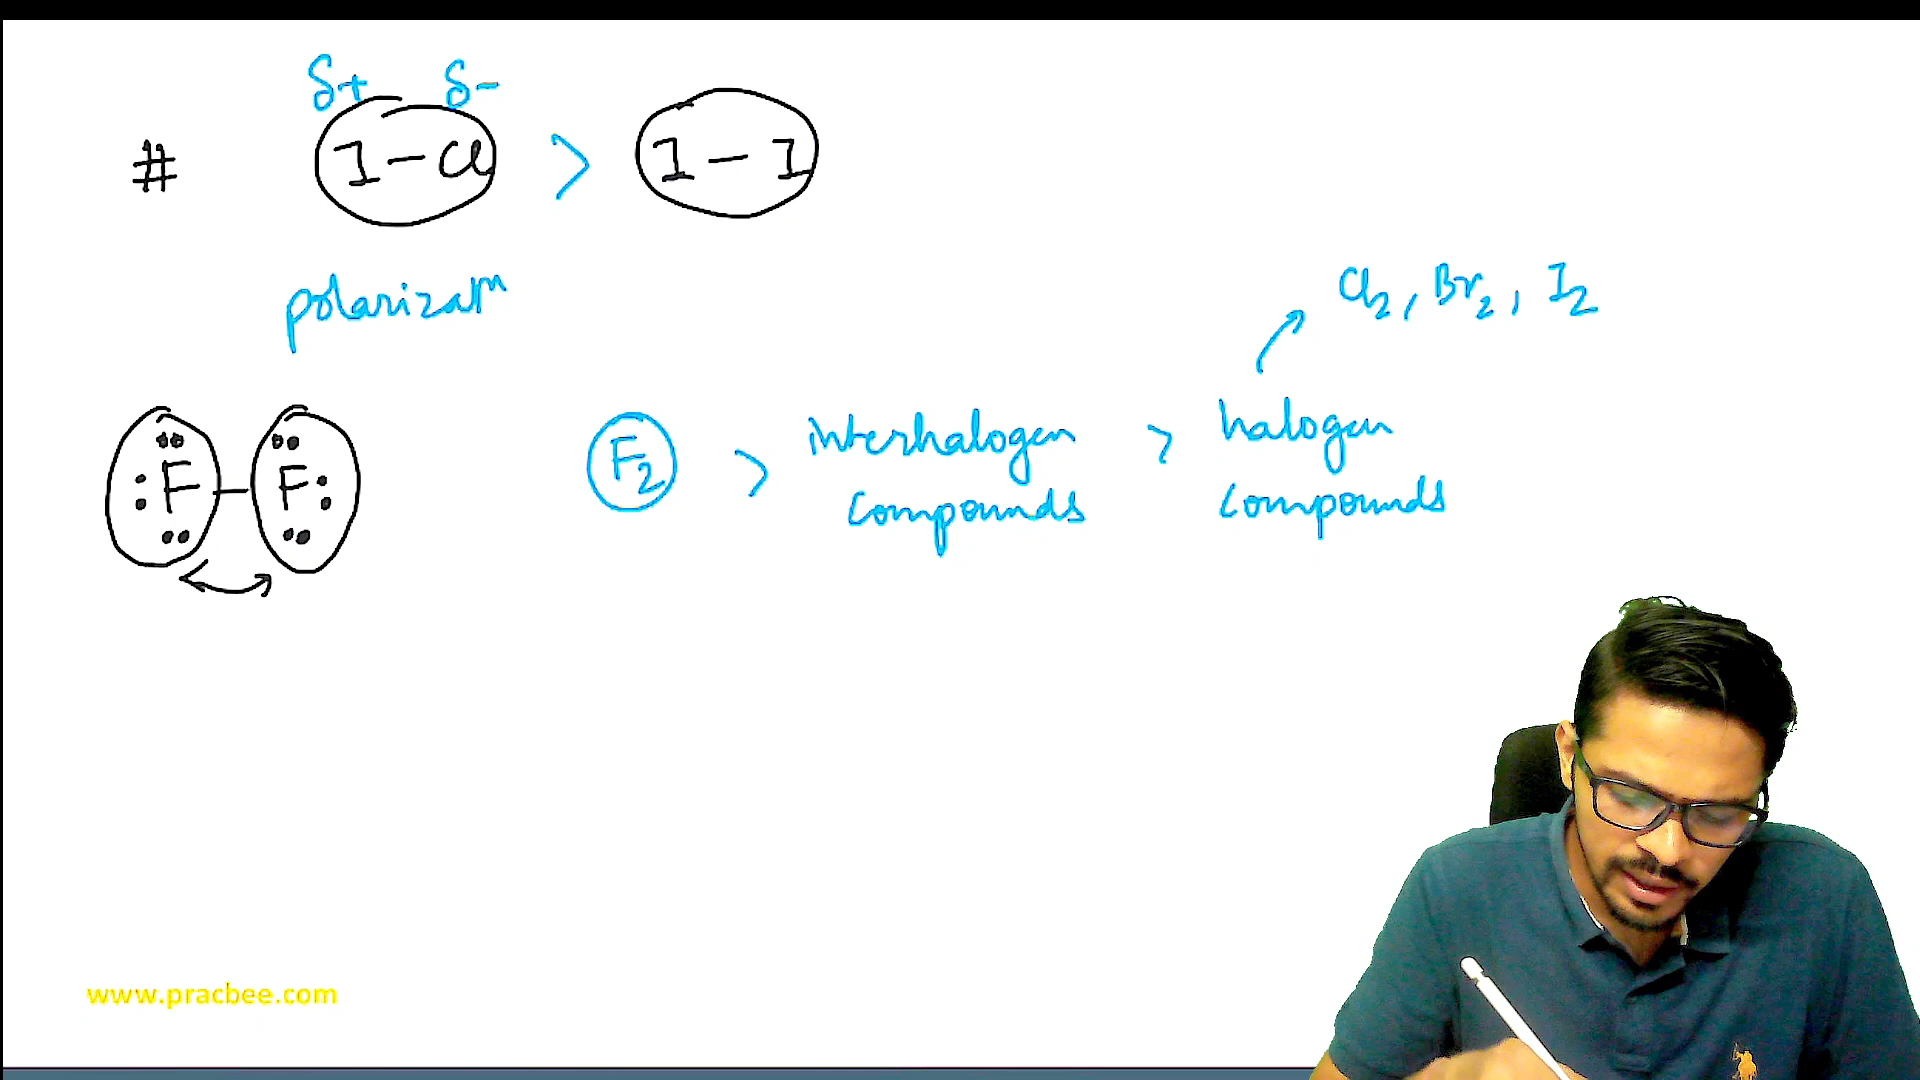 δ+ δ-
# I-Cl > I-I
polarizatn
Cl2, Br2, I2
F-F
F2 > interhalogen compounds > halogen compounds
www.pracbee.com